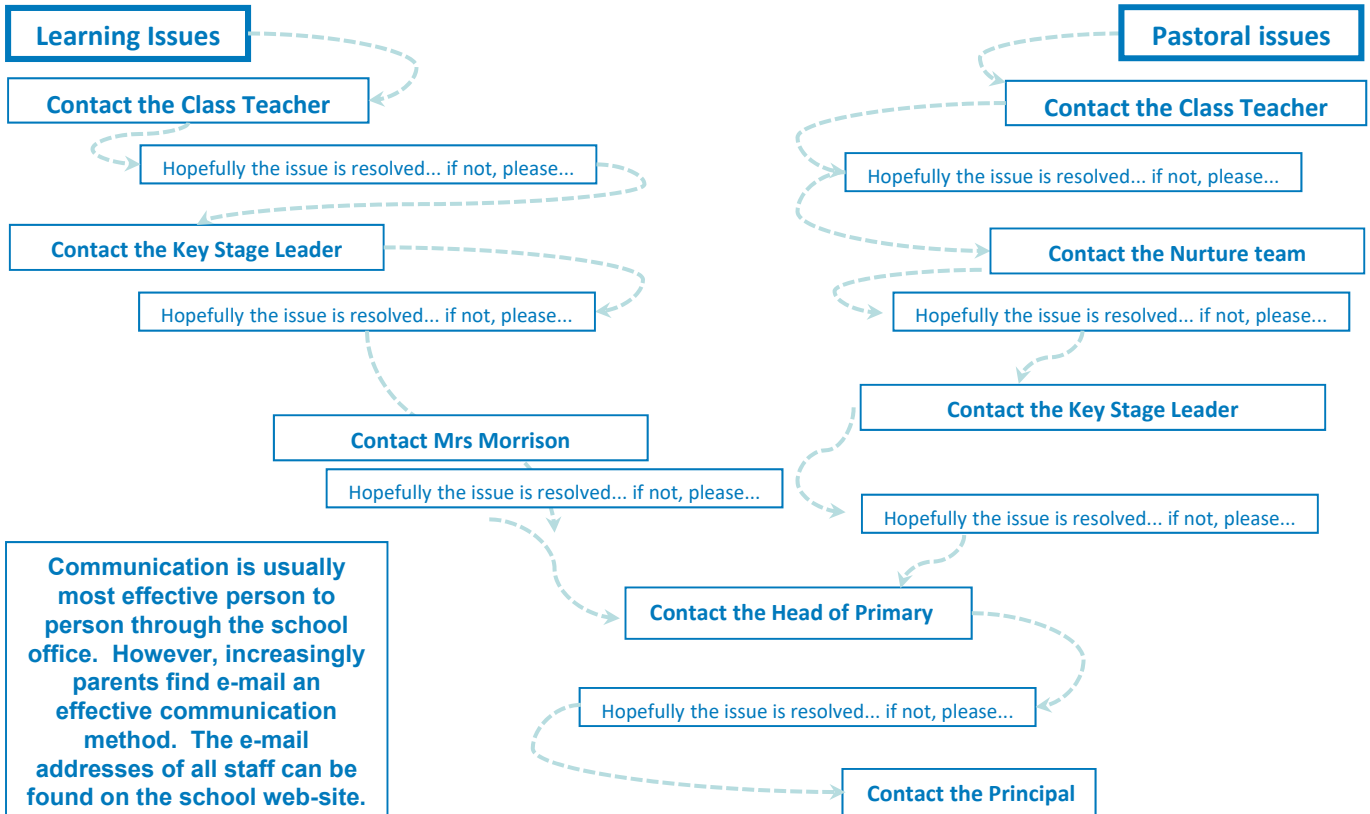 Learning Issues
Contact the Class Teacher
Hopefully the issue is resolved... if not, please...
Contact the Key Stage Leader
Hopefully the issue is resolved... if not, please...
Contact Mrs Morrison
Hopefully the issue is resolved... if not, please...
Pastoral issues
Contact the Class Teacher
Hopefully the issue is resolved... if not, please...
Contact the Nurture team
Hopefully the issue is resolved... if not, please...
Contact the Key Stage Leader
Hopefully the issue is resolved... if not, please...
Contact the Head of Primary
Hopefully the issue is resolved... if not, please...
Contact the Principal
Communication is usually
most effective person to
person through the school
office.  However, increasingly
parents find e-mail an
effective communication
method.  The e-mail
addresses of all staff can be
found on the school web-site.